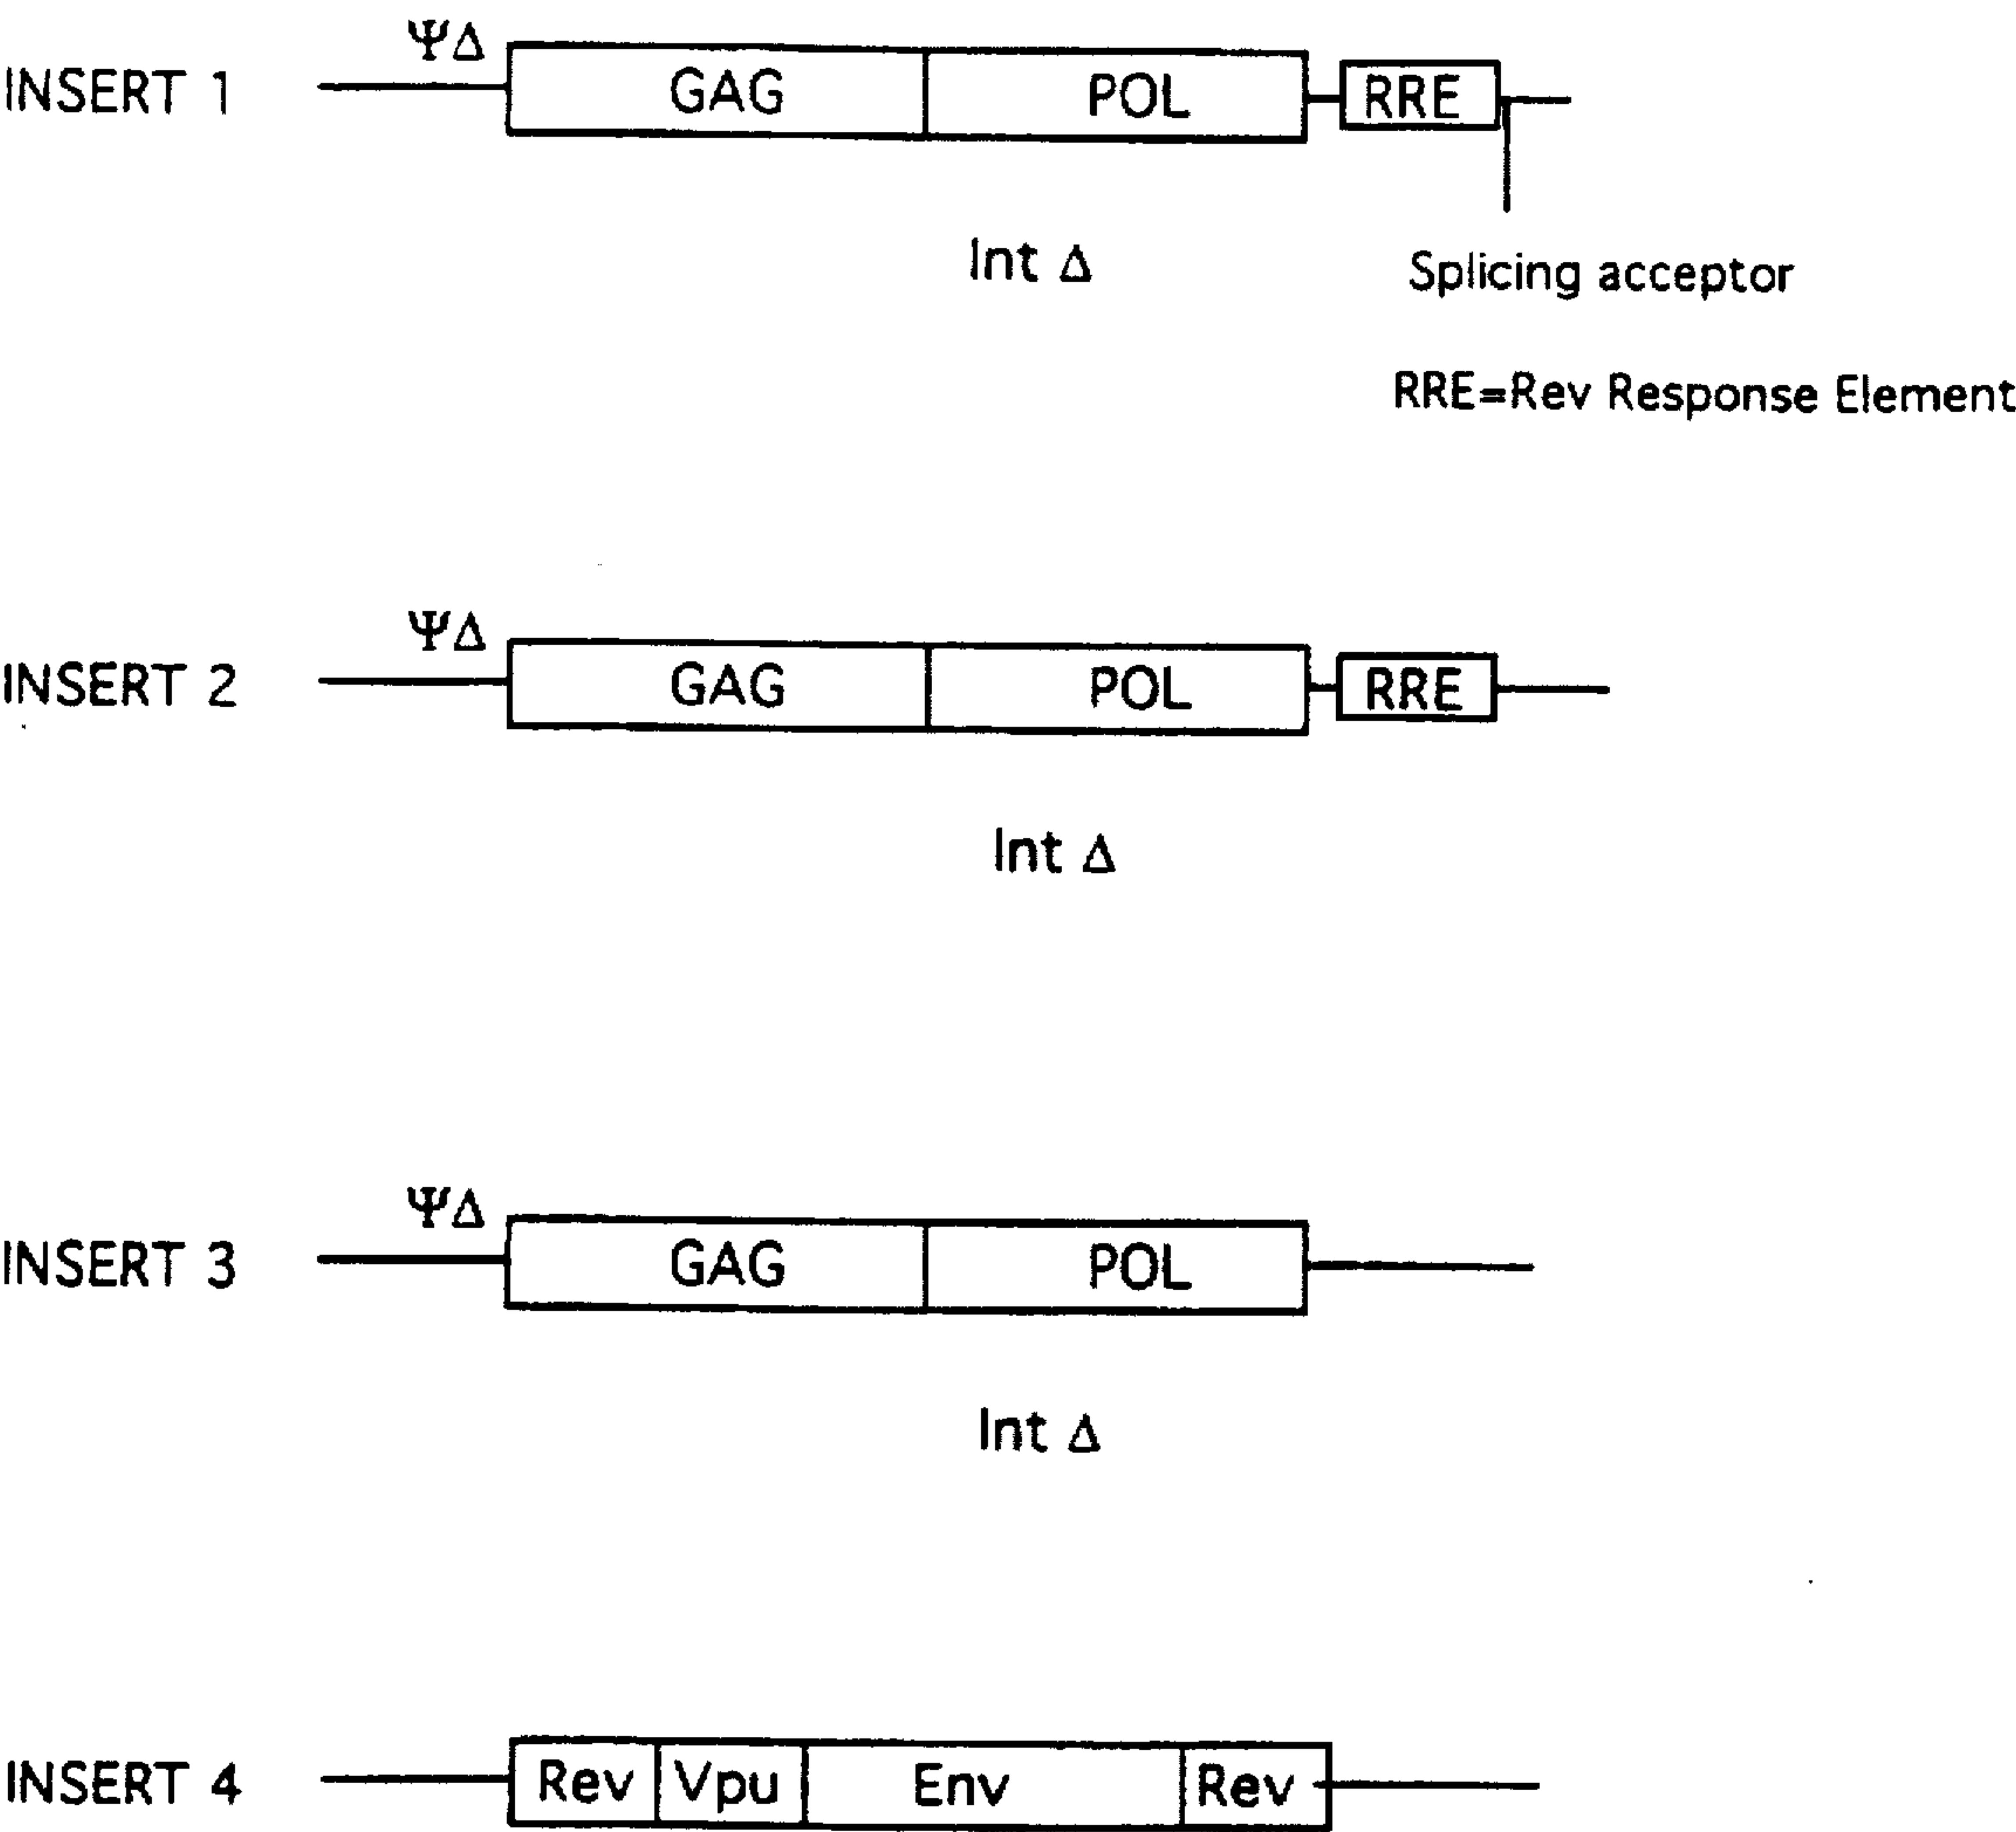 ΨΔ
INSERT 1 GAG POL RRE
Int Δ
Splicing acceptor
RRE=Rev Response Element
ΨΔ
INSERT 2 GAG POL RRE
Int Δ
ΨΔ
INSERT 3 GAG POL
Int Δ
INSERT 4 Rev Vpu Env Rev